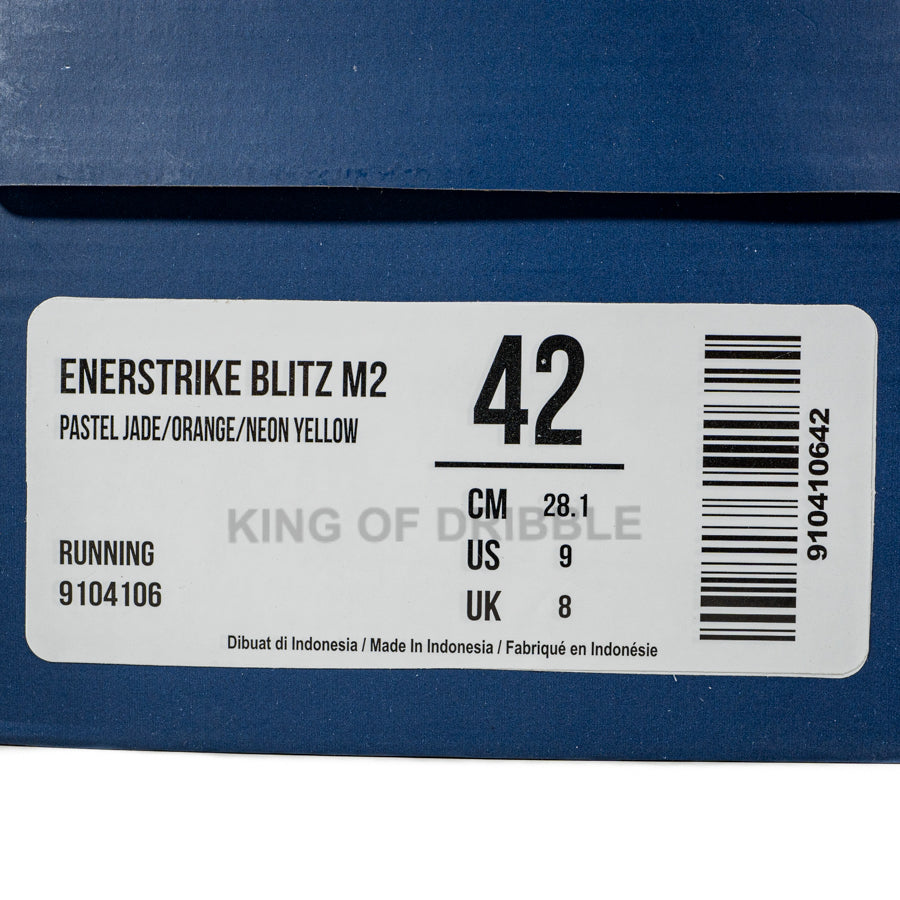 ENERSTRIKE BLITZ M2
PASTEL JADE/ORANGE/NEON YELLOW
RUNNING
9104106
42
CM 28.1
US 9
UK 8
KING OF DRIBBLE
Dibuat di Indonesia / Made In Indonesia / Fabriqué en Indonésie
910410642